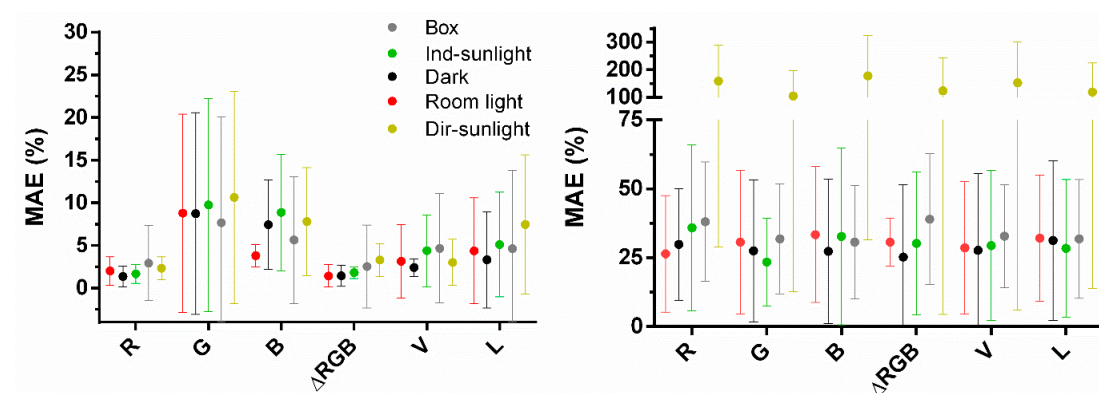 MAE (%)
30
25
20
15
10
5
0
Box
Ind-sunlight
Dark
Room light
Dir-sunlight
R
G
B
ΔRGB
V
L
MAE (%)
300
200
100
75
50
25
0
R
G
B
ΔRGB
V
L